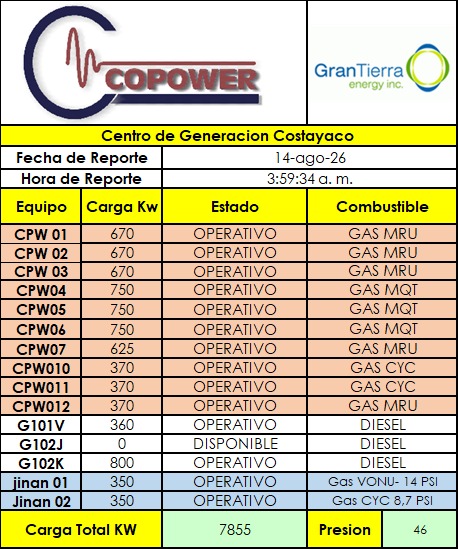 COPOWER
GranTierra
energy inc.
Centro de Generacion Costayaco
Fecha de Reporte 14-ago-26
Hora de Reporte 3:59:34 a. m.
Equipo Carga Kw Estado Combustible
CPW 01 670 OPERATIVO GAS MRU
CPW 02 670 OPERATIVO GAS MRU
CPW 03 670 OPERATIVO GAS MRU
CPW04 750 OPERATIVO GAS MQT
CPW05 750 OPERATIVO GAS MQT
CPW06 750 OPERATIVO GAS MQT
CPW07 625 OPERATIVO GAS MRU
CPW010 370 OPERATIVO GAS CYC
CPW011 370 OPERATIVO GAS CYC
CPW012 370 OPERATIVO GAS MRU
G101V 360 OPERATIVO DIESEL
G102J 0 DISPONIBLE DIESEL
G102K 800 OPERATIVO DIESEL
jinan 01 350 OPERATIVO Gas VONU- 14 PSI
Jinan 02 350 OPERATIVO Gas CYC 8,7 PSI
Carga Total KW 7855 Presion 46